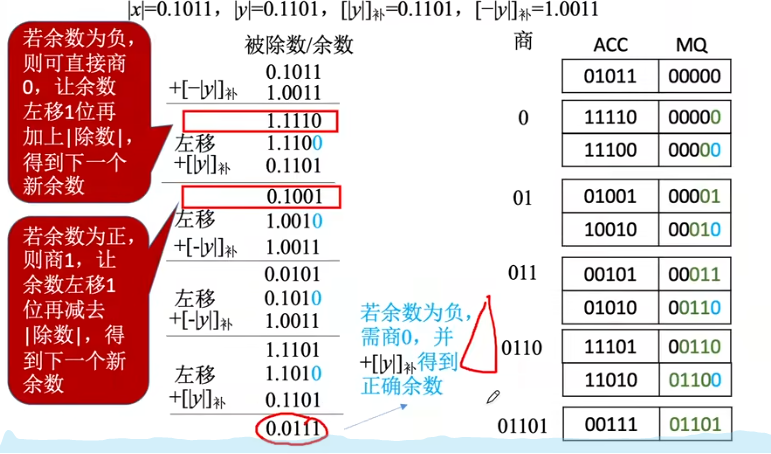 |x|=0.1011，|y|=0.1101，[|y|]补=0.1101，[−|y|]补=1.0011
若余数为负，
则可直接商
0，让余数
左移1位再
加上|除数|，
得到下一个
新余数
若余数为正，
则商1，让
余数左移1
位再减去
|除数|，得
到下一个新
余数
被除数/余数
0.1011
+[−|y|]补 1.0011
1.1110
左移 1.1100
+[|y|]补 0.1101
0.1001
左移 1.0010
+[-|y|]补 1.0011
0.0101
左移 0.1010
+[-|y|]补 1.0011
1.1101
左移 1.1010
+[|y|]补 0.1101
0.0111
若余数为负，
需商0，并
+[|y|]补得到
正确余数
商
0
01
011
0110
01101
ACC MQ
01011 00000
11110 00000
11100 00000
01001 00001
10010 00010
00101 00011
01010 00110
11101 00110
11010 01100
00111 01101